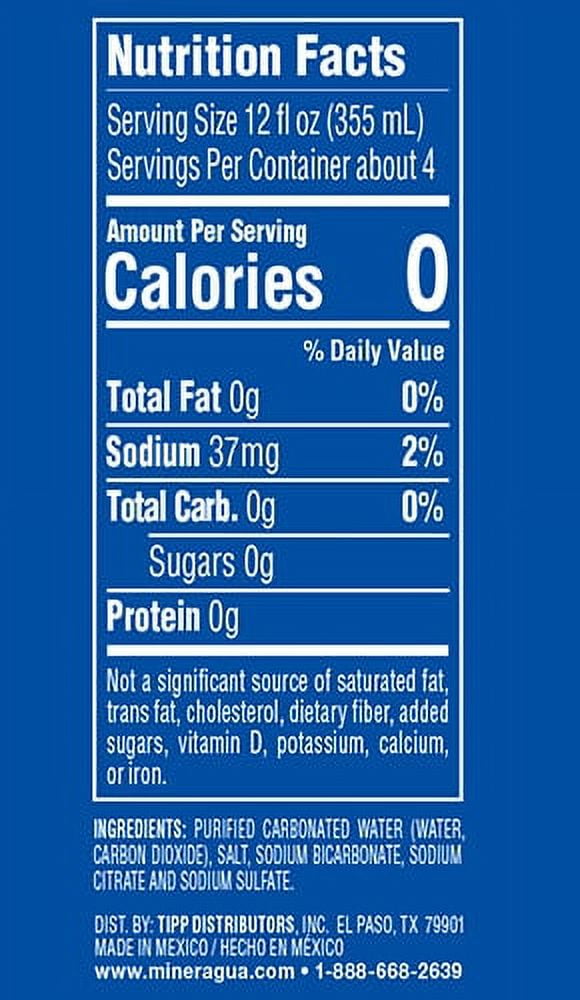 Nutrition Facts
Serving Size 12 fl oz (355 mL)
Servings Per Container about 4
Amount Per Serving
Calories 0
% Daily Value
Total Fat 0g 0%
Sodium 37mg 2%
Total Carb. 0g 0%
Sugars 0g
Protein 0g
Not a significant source of saturated fat,
trans fat, cholesterol, dietary fiber, added
sugars, vitamin D, potassium, calcium,
or iron.
INGREDIENTS: PURIFIED CARBONATED WATER (WATER,
CARBON DIOXIDE), SALT, SODIUM BICARBONATE, SODIUM
CITRATE AND SODIUM SULFATE.
DIST. BY: TIPP DISTRIBUTORS, INC. EL PASO, TX 79901
MADE IN MEXICO / HECHO EN MÉXICO
www.mineragua.com • 1-888-668-2639